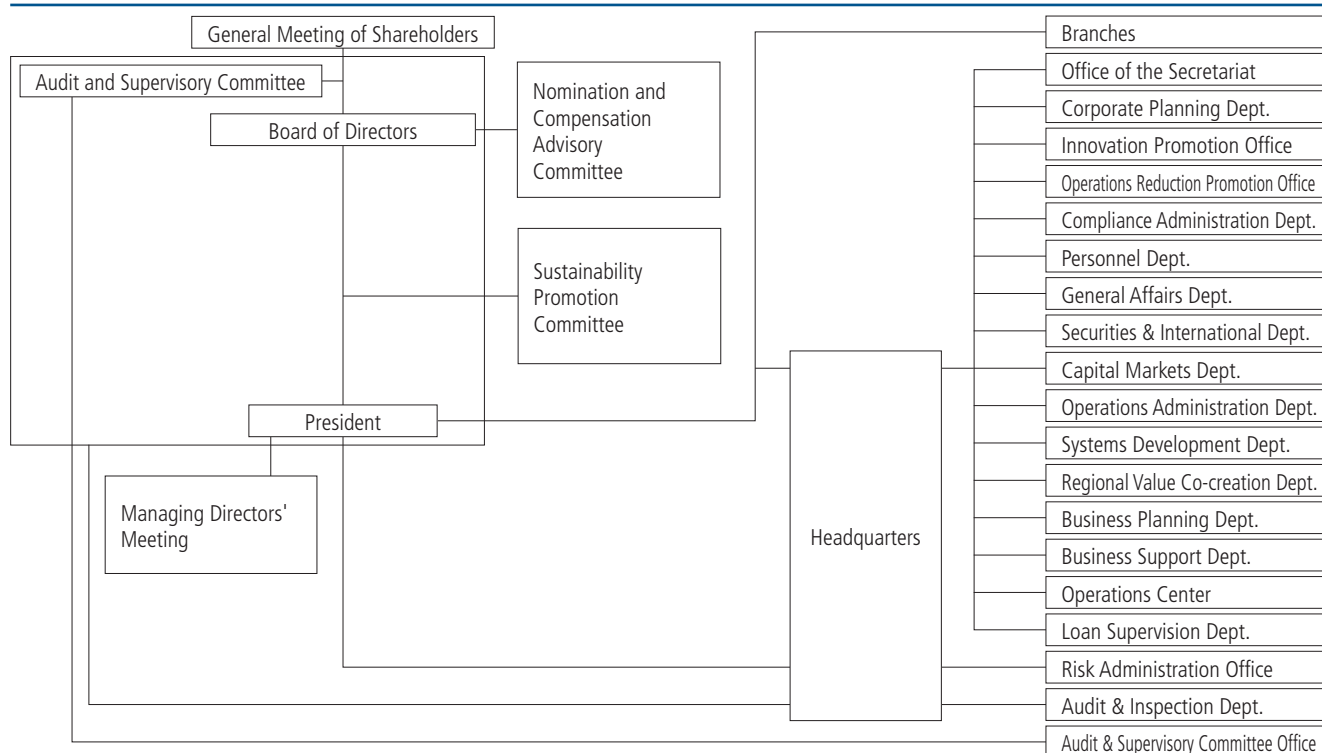 General Meeting of Shareholders
Audit and Supervisory Committee
Board of Directors
Nomination and
Compensation
Advisory
Committee
Sustainability
Promotion
Committee
President
Managing Directors'
Meeting
Headquarters
Branches
Office of the Secretariat
Corporate Planning Dept.
Innovation Promotion Office
Operations Reduction Promotion Office
Compliance Administration Dept.
Personnel Dept.
General Affairs Dept.
Securities & International Dept.
Capital Markets Dept.
Operations Administration Dept.
Systems Development Dept.
Regional Value Co-creation Dept.
Business Planning Dept.
Business Support Dept.
Operations Center
Loan Supervision Dept.
Risk Administration Office
Audit & Inspection Dept.
Audit & Supervisory Committee Office